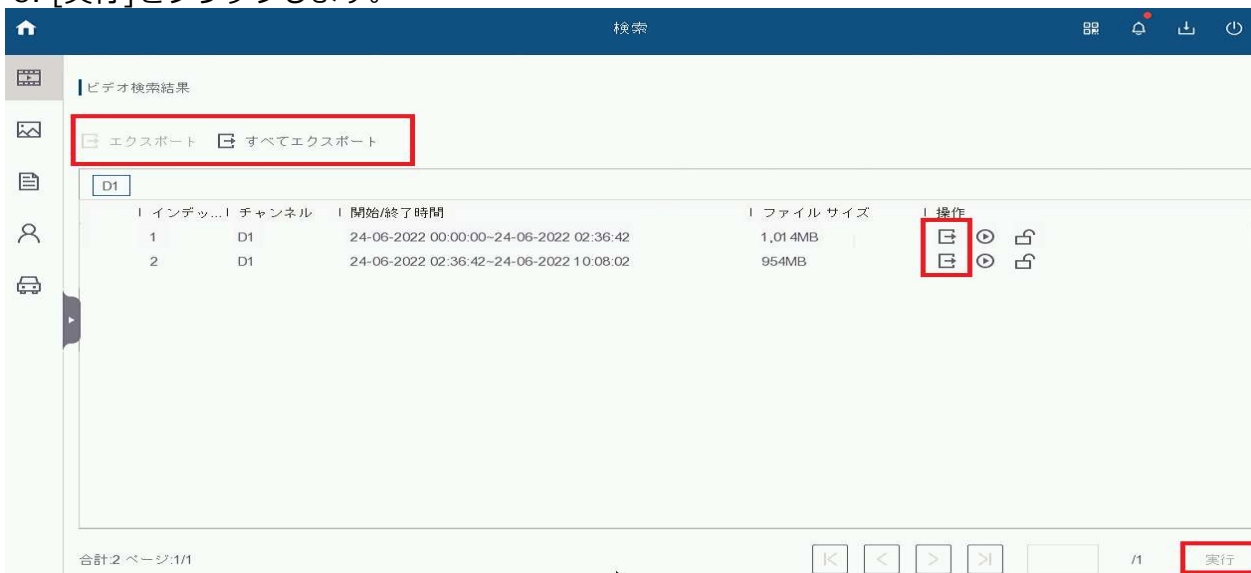 [実行]をクリックします。
検索
ビデオ検索結果
エクスポート すべてエクスポート
D1
インデッ... チャンネル 開始/終了時間 ファイル サイズ 操作
1 D1 24-06-2022 00:00:00~24-06-2022 02:36:42 1,014MB
2 D1 24-06-2022 02:36:42~24-06-2022 10:08:02 954MB
合計:2 ページ:1/1 /1 実行